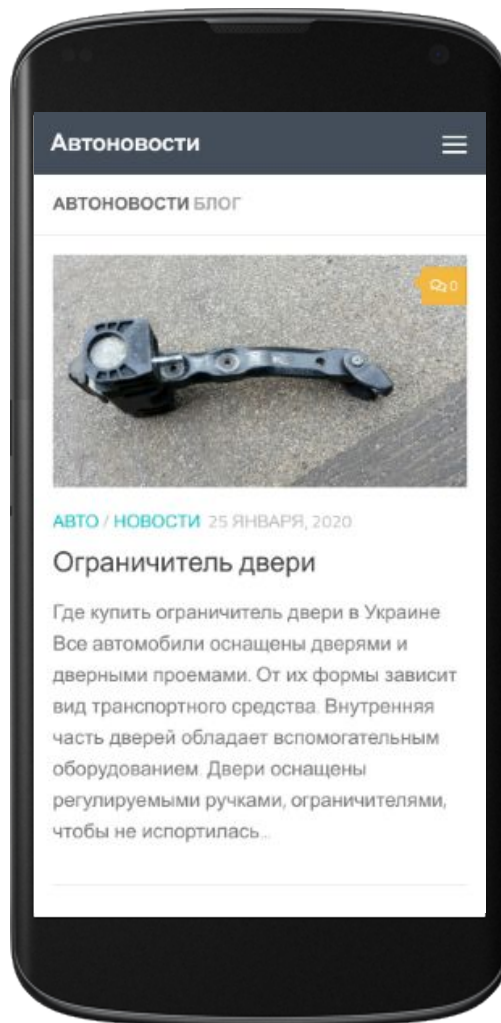 Автоновости
АВТОНОВОСТИ БЛОГ
0
АВТО / НОВОСТИ 25 ЯНВАРЯ, 2020
Ограничитель двери
Где купить ограничитель двери в Украине
Все автомобили оснащены дверями и
дверными проемами. От их формы зависит
вид транспортного средства. Внутренняя
часть дверей обладает вспомогательным
оборудованием. Двери оснащены
регулируемыми ручками, ограничителями,
чтобы не испортилась...